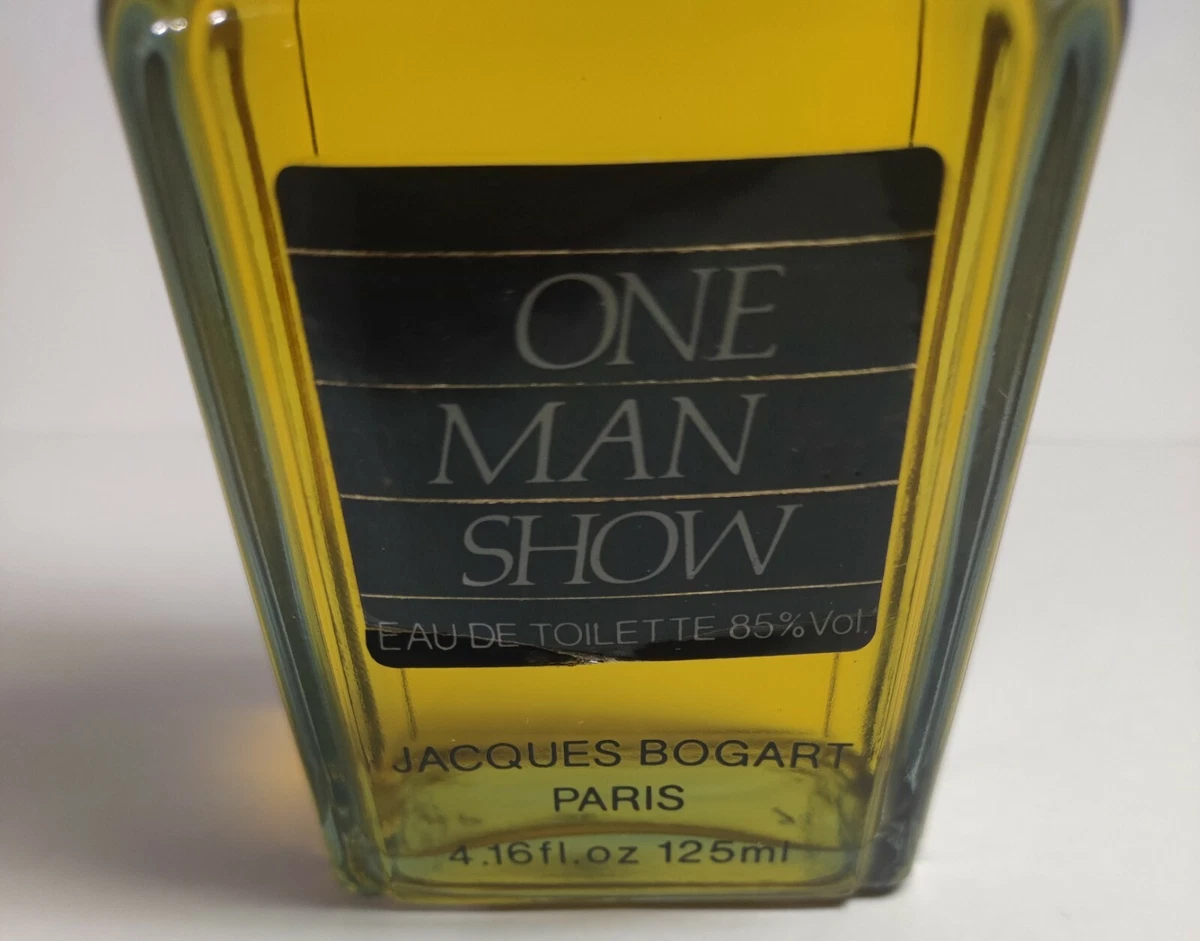 ONE
MAN
SHOW
EAU DE TOILETTE 85% Vol.
JACQUES BOGART
PARIS
4.16fl.oz 125ml